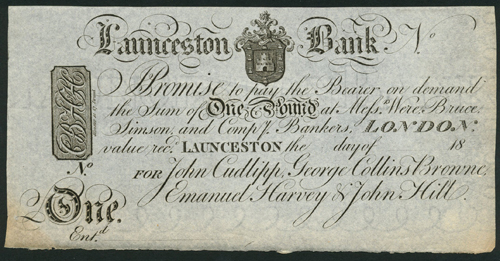 Launceston Bank. No
I Promise to pay the Bearer on demand
the Sum of One Pound at Messrs Were, Bruce,
Simson, and Compy. Bankers, LONDON;
value recd. LAUNCESTON the day of 18
No
FOR John Cudlipp, George Collins Browne,
Emanuel Harvey & John Hill.
One.
Entd